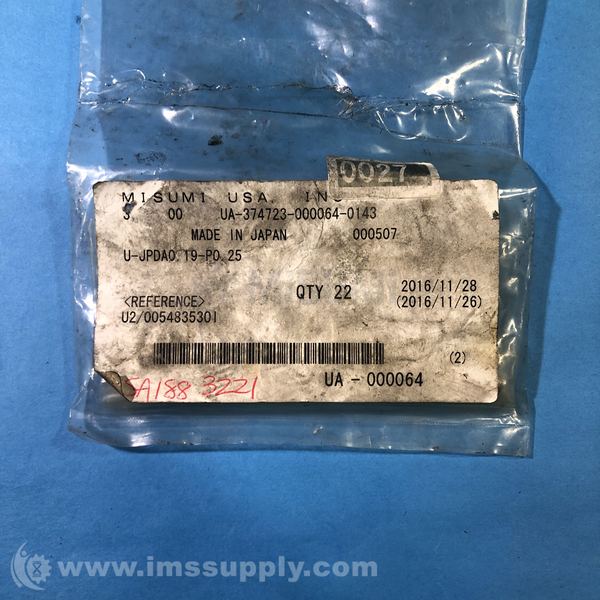 0027
MISUMI USA, INC
S 00 UA-374723-000064-0143
MADE IN JAPAN 000507
U-JPDA0.19-P0.25
QTY 22 2016/11/28
<REFERENCE> (2016/11/26)
U2/0054835301
(2)
UA - 000064
A188 3221
www.imssupply.com